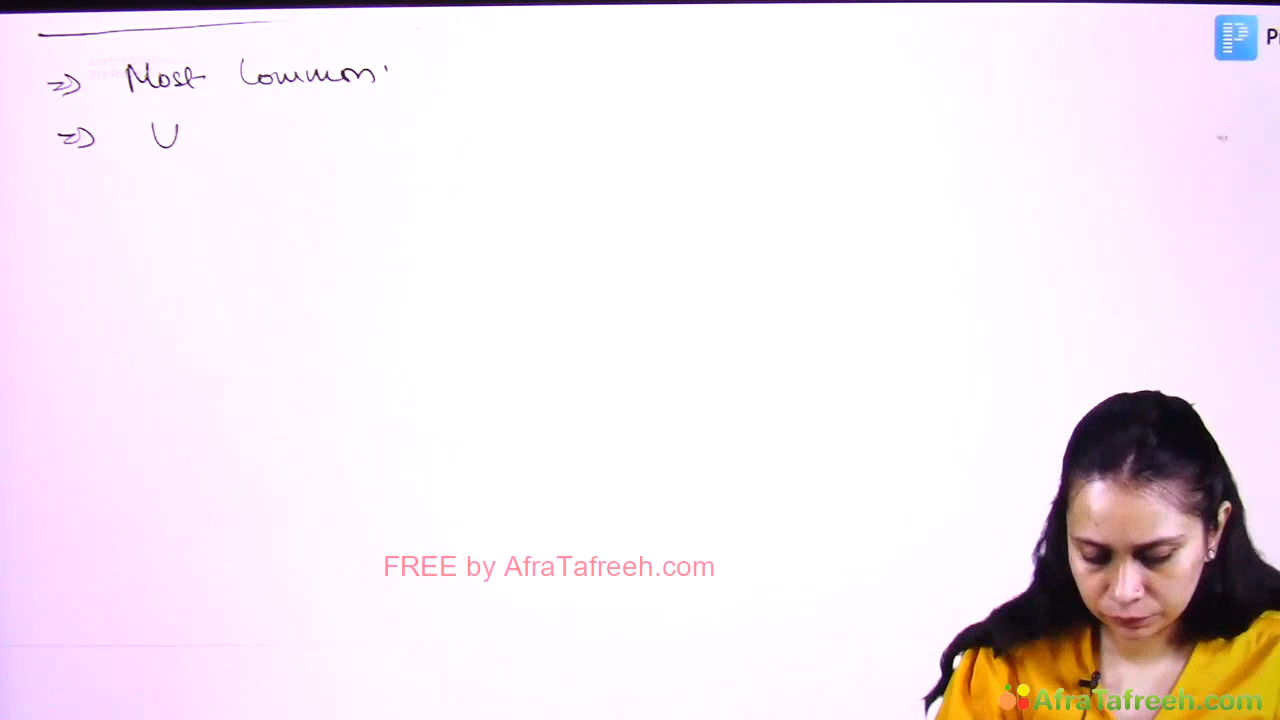 ⇒ Most Common.
⇒ U
P
FREE by AfraTafreeh.com
AfraTafreeh.com